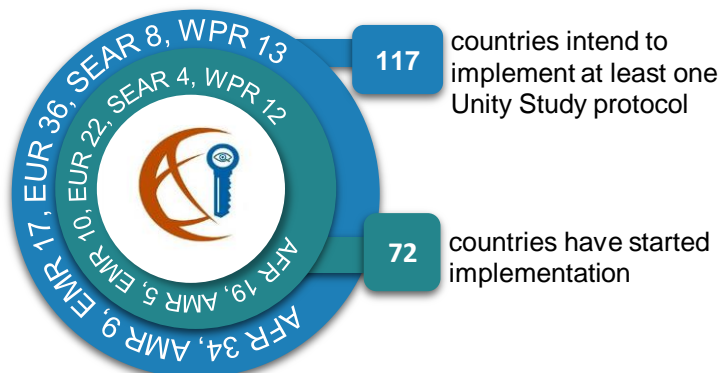 AFR 34, AMR 9, EMR 17, EUR 36, SEAR 8, WPR 13
AFR 19, AMR 5, EMR 10, EUR 22, SEAR 4, WPR 12
117
countries intend to
implement at least one
Unity Study protocol
72
countries have started
implementation